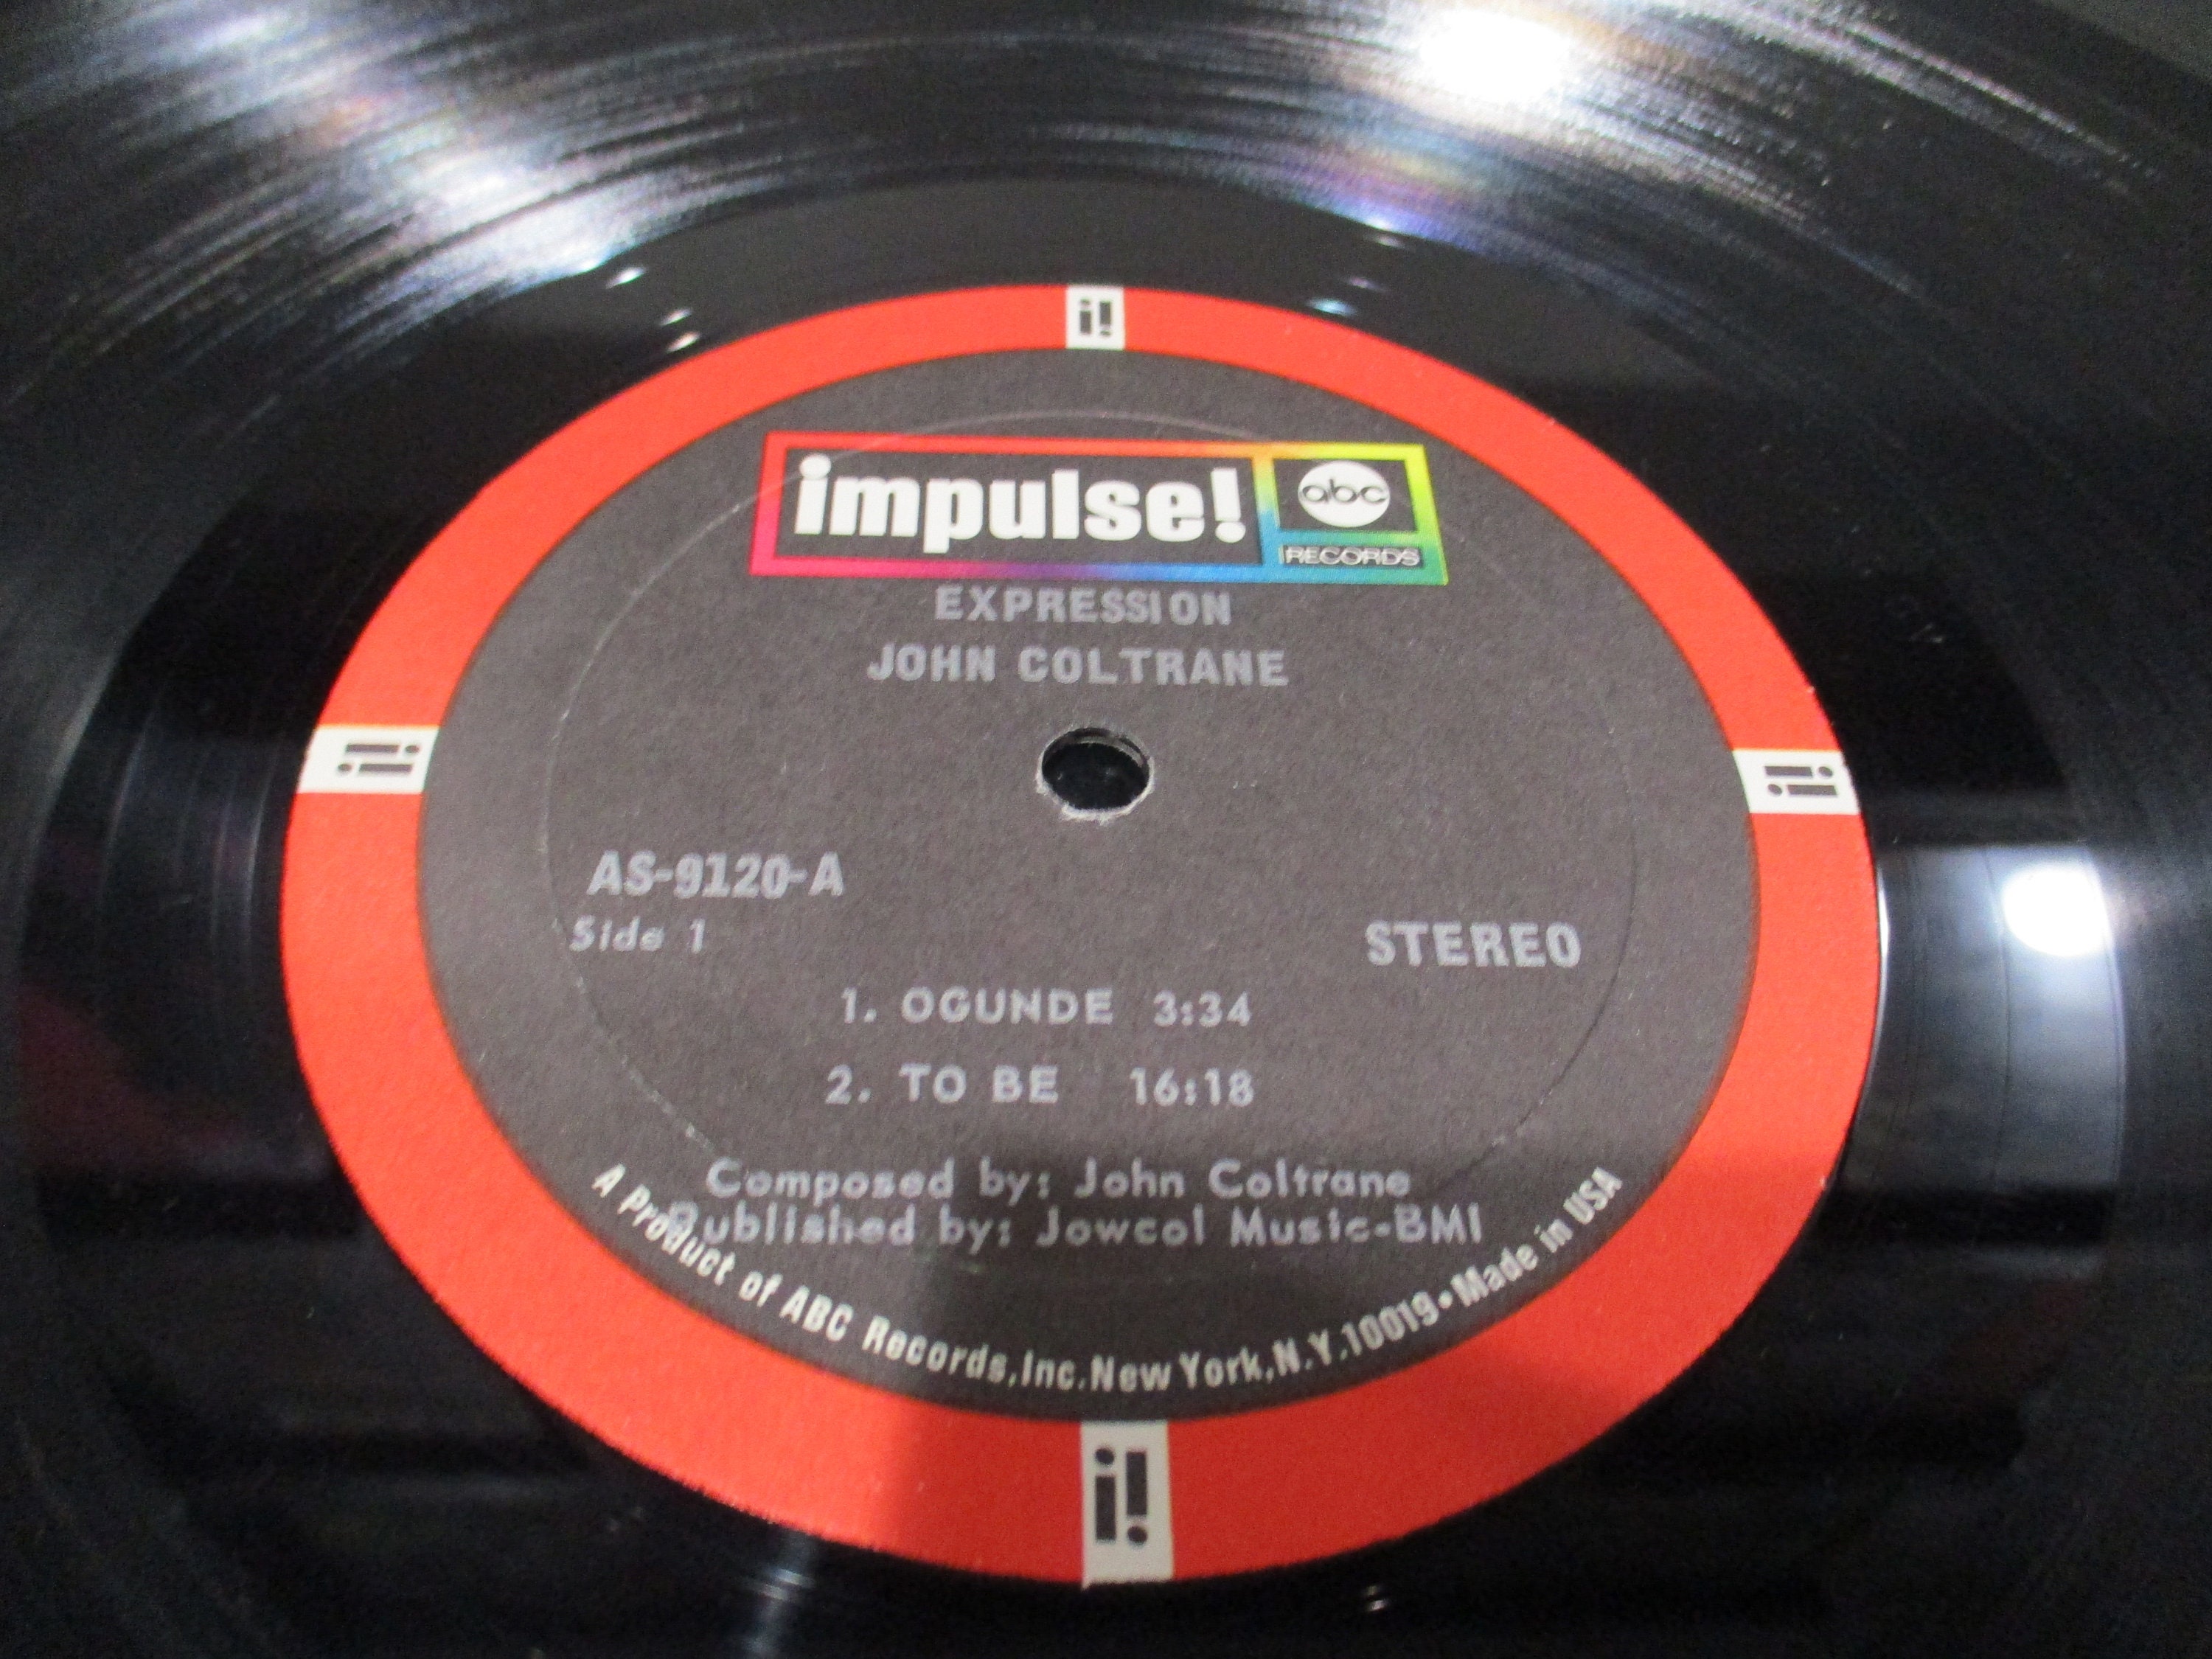 i!
impulse!
abc
RECORDS
EXPRESSION
JOHN COLTRANE
i!
i!
AS-9120-A
Side 1
STEREO
1. OGUNDE 3:34
2. TO BE 16:18
Composed by: John Coltrane
Published by: Jowcol Music-BMI
A Product of ABC Records,Inc.New York,N.Y.10019•Made in USA
i!